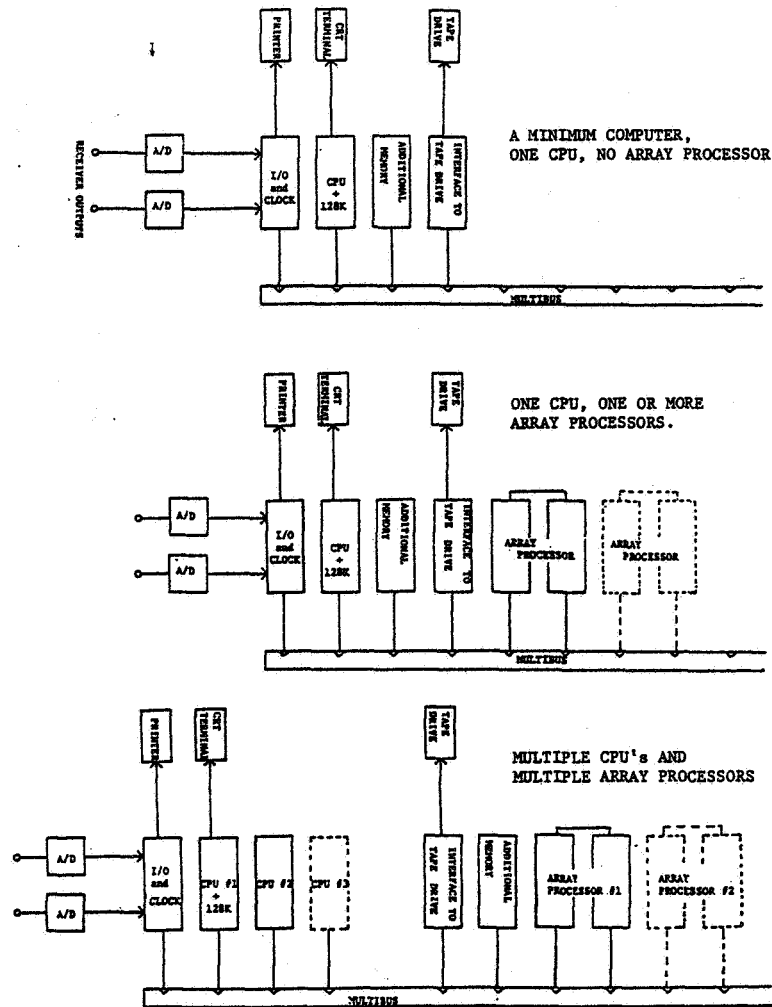 PRINTER
CRT
TERMINAL
TAPE
DRIVE
A MINIMUM COMPUTER,
ONE CPU, NO ARRAY PROCESSOR
RECEIVER OUTPUTS
A/D
A/D
I/O
and
CLOCK
CPU
+
128K
ADDITIONAL
MEMORY
INTERFACE TO
TAPE DRIVE
MULTIBUS
PRINTER
CRT
TERMINAL
TAPE
DRIVE
ONE CPU, ONE OR MORE
ARRAY PROCESSORS.
A/D
A/D
I/O
and
CLOCK
CPU
+
128K
ADDITIONAL
MEMORY
INTERFACE TO
TAPE DRIVE
ARRAY
PROCESSOR
ARRAY
PROCESSOR
MULTIBUS
PRINTER
CRT
TERMINAL
TAPE
DRIVE
MULTIPLE CPU's AND
MULTIPLE ARRAY PROCESSORS
A/D
A/D
I/O
and
CLOCK
CPU #1
+
128K
CPU #2
CPU #3
INTERFACE TO
TAPE DRIVE
ADDITIONAL
MEMORY
ARRAY
PROCESSOR #1
ARRAY
PROCESSOR #2
MULTIBUS